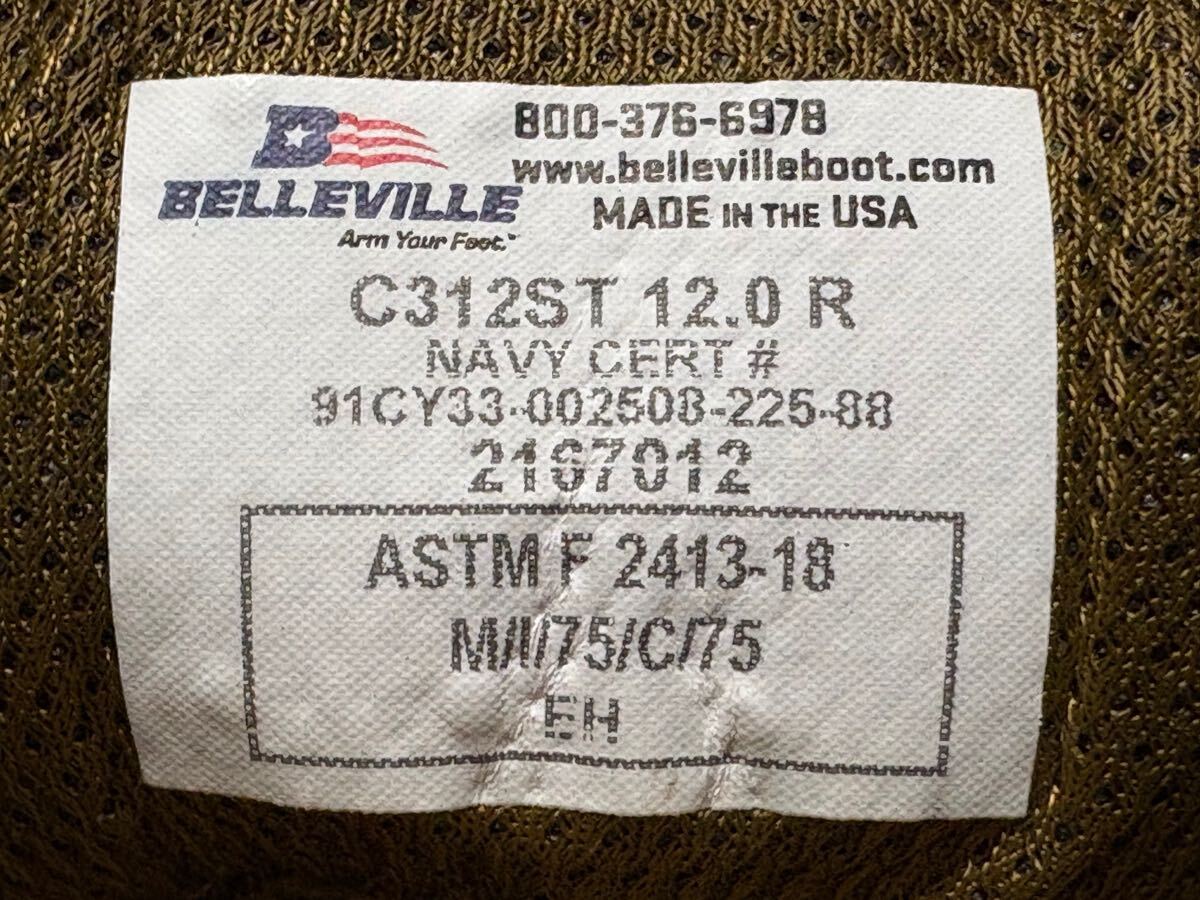 B
BELLEVILLE
Arm Your Feet.™
800-376-6978
www.bellevilleboot.com
MADE IN THE USA
C312ST 12.0 R
NAVY CERT #
91CY33-002508-225-88
2167012
ASTM F 2413-18
M/I/75/C/75
EH